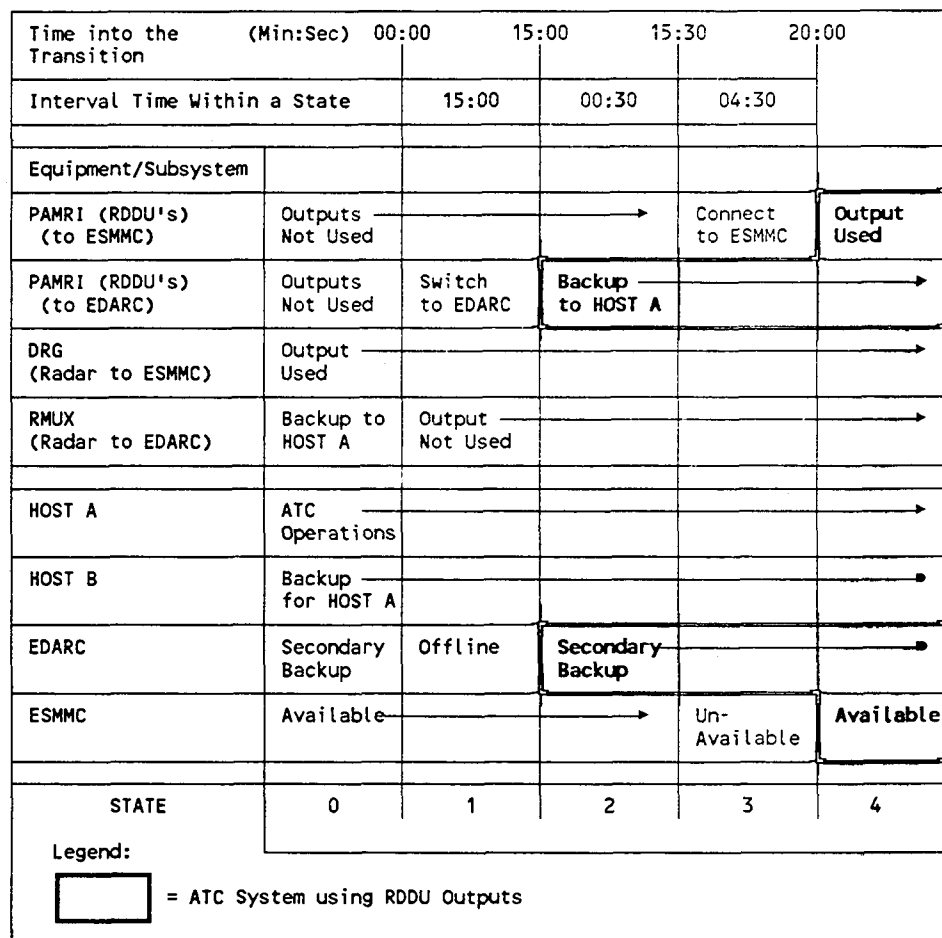 Time into the (Min:Sec) 00:00 15:00 15:30 20:00
Transition
Interval Time Within a State 15:00 00:30 04:30
Equipment/Subsystem
PAMRI (RDDU's) Outputs Connect Output
(to ESMMC) Not Used to ESMMC Used
PAMRI (RDDU's) Outputs Switch Backup
(to EDARC) Not Used to EDARC to HOST A
DRG Output
(Radar to ESMMC) Used
RMUX Backup to Output
(Radar to EDARC) HOST A Not Used
HOST A ATC
Operations
HOST B Backup
for HOST A
EDARC Secondary Offline Secondary
Backup Backup
ESMMC Available Un- Available
Available
STATE 0 1 2 3 4
Legend:
= ATC System using RDDU Outputs